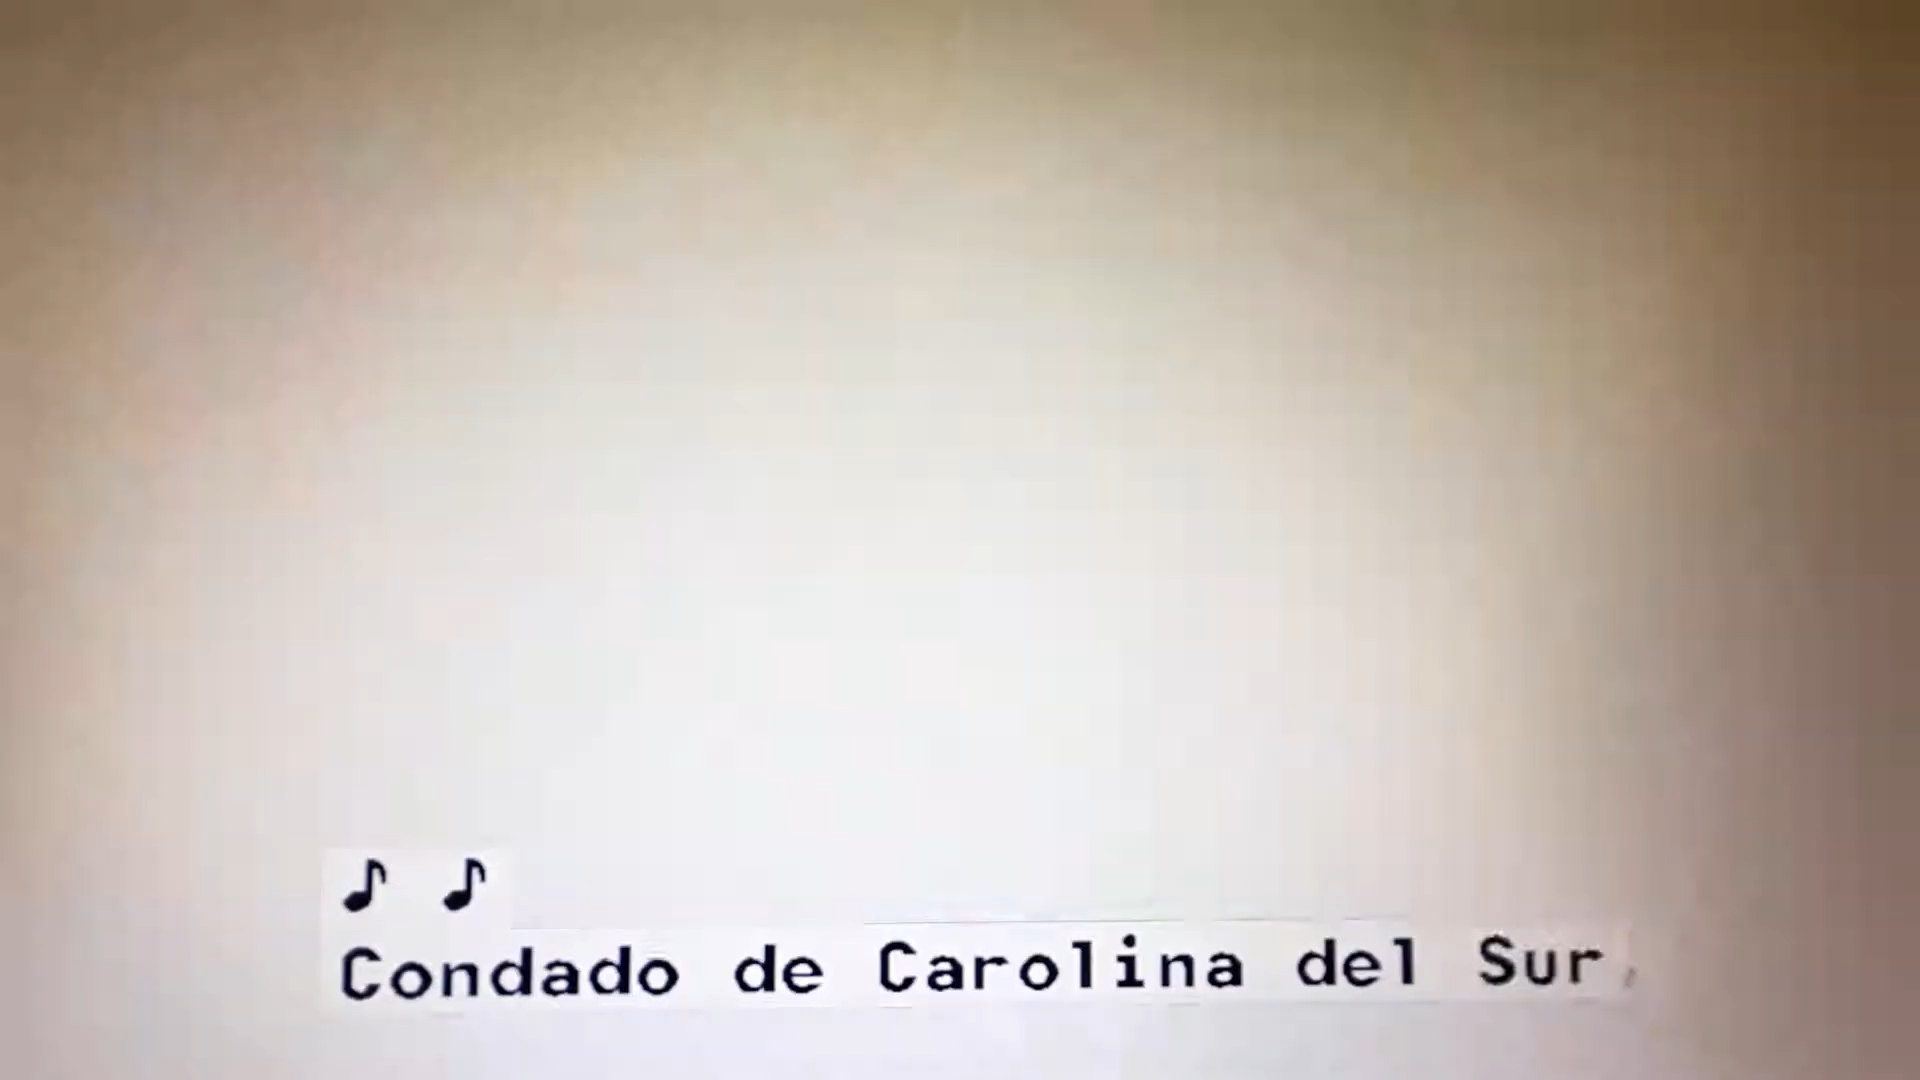 ♪ ♪
Condado de Carolina del Sur,